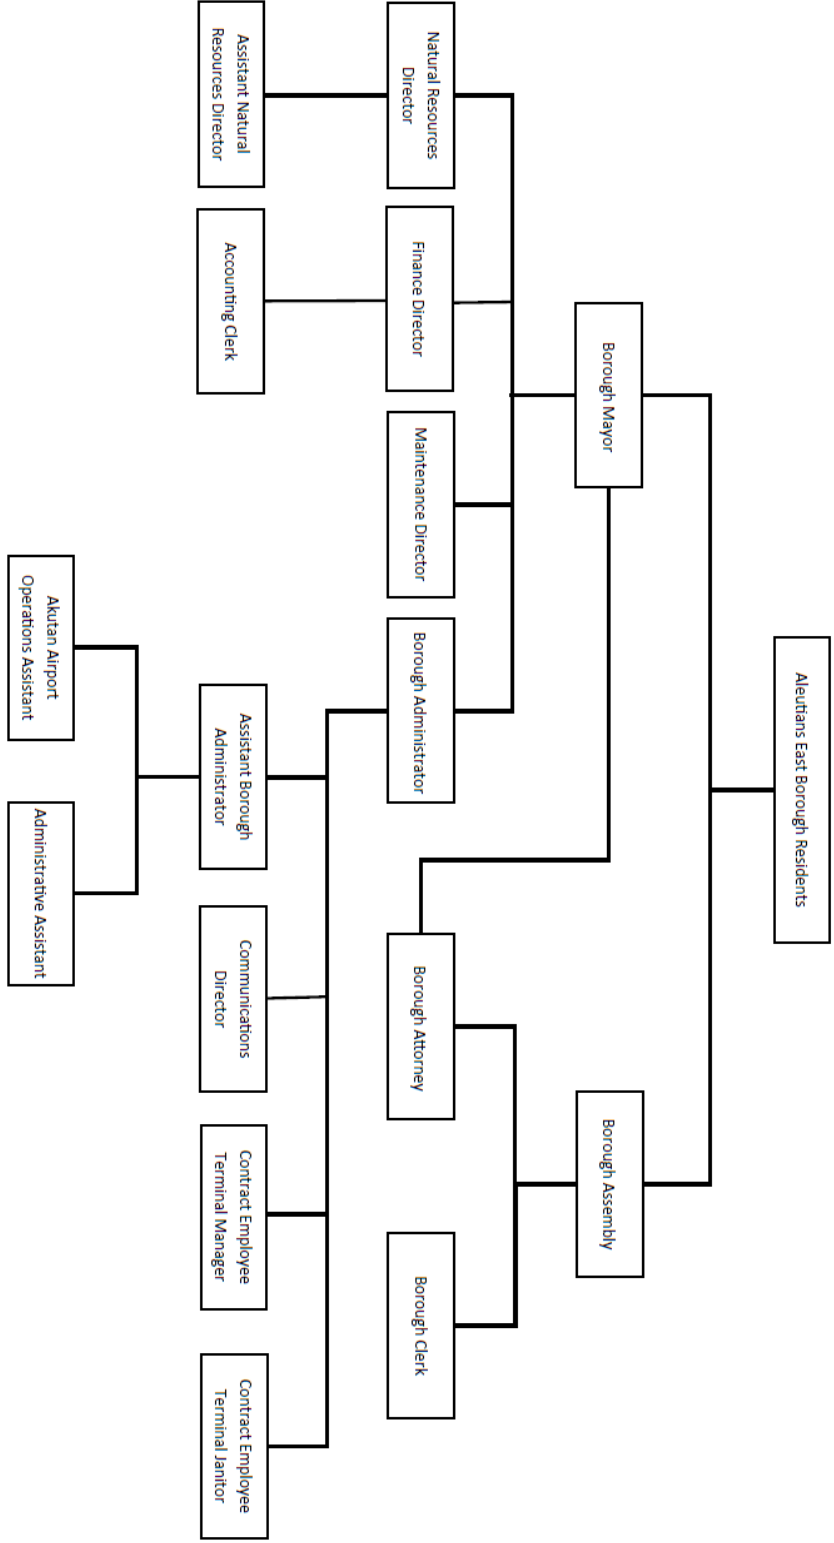 Aleutians East Borough Residents
Borough Mayor
Borough Assembly
Natural Resources
Director
Finance Director
Maintenance Director
Borough Administrator
Borough Attorney
Borough Clerk
Assistant Natural
Resources Director
Accounting Clerk
Assistant Borough
Administrator
Communications
Director
Contract Employee
Terminal Manager
Contract Employee
Terminal Janitor
Akutan Airport
Operations Assistant
Administrative Assistant